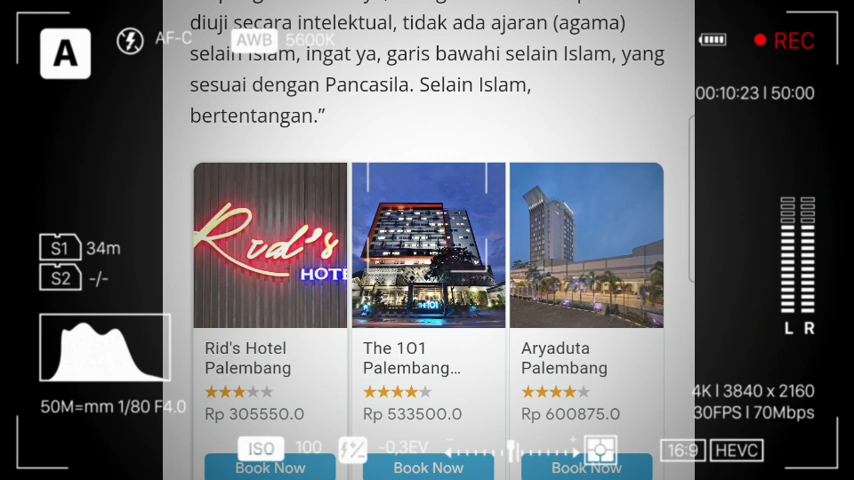 diuji secara intelektual, tidak ada ajaran (agama)
selain Islam, ingat ya, garis bawahi selain Islam, yang
sesuai dengan Pancasila. Selain Islam,
bertentangan.”
A
AF-C
AWB 5600K
REC
00:10:23 | 50:00
S1 34m
S2 -/-
L R
50M=mm 1/80 F4.0
4K | 3840 x 2160
30FPS | 70Mbps
Rid's
HOTE
THE 101
Rid's Hotel
Palembang
Rp 305550.0
Book Now
The 101
Palembang...
Rp 533500.0
Book Now
Aryaduta
Palembang
Rp 600875.0
Book Now
ISO 100
-0,3EV
- +
16:9 HEVC